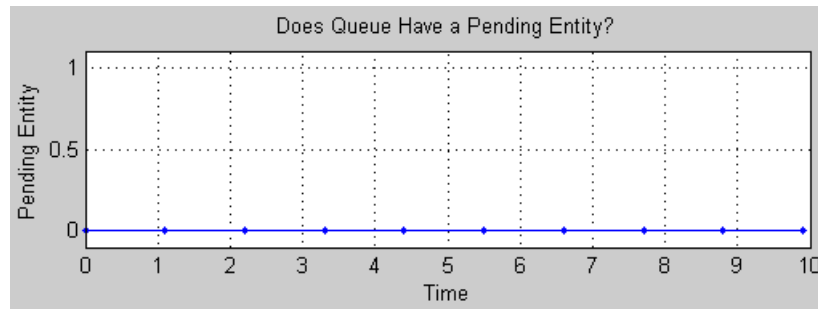 Does Queue Have a Pending Entity?
Pending Entity
1
0.5
0
0 1 2 3 4 5 6 7 8 9 10
Time